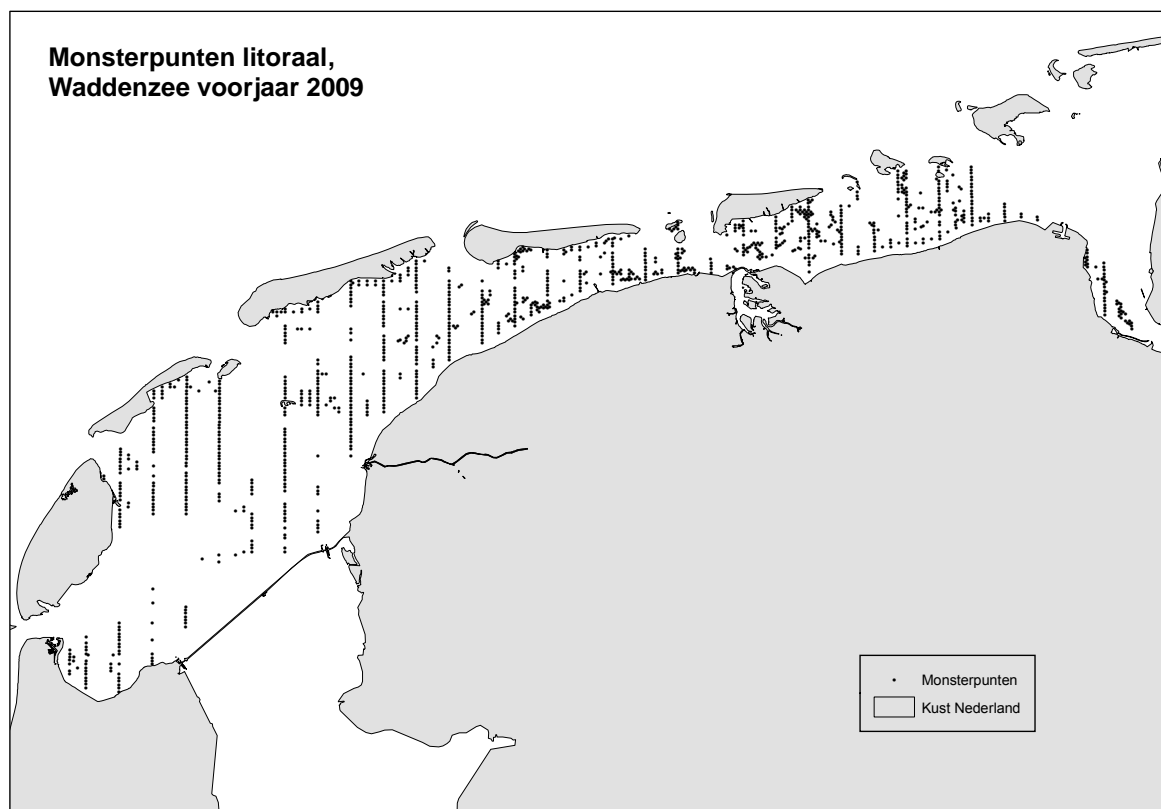 Monsterpunten litoraal,
Waddenzee voorjaar 2009
Monsterpunten
Kust Nederland